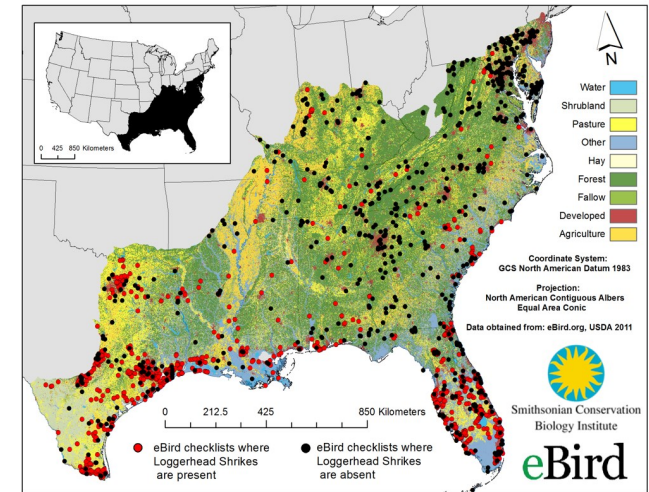 0 425 850 Kilometers
N
Water
Shrubland
Pasture
Other
Hay
Forest
Fallow
Developed
Agriculture
Coordinate System:
GCS North American Datum 1983
Projection:
North American Contiguous Albers
Equal Area Conic
Data obtained from: eBird.org, USDA 2011
0 212.5 425 850 Kilometers
eBird checklists where
Loggerhead Shrikes
are present
eBird checklists where
Loggerhead Shrikes
are absent
Smithsonian Conservation
Biology Institute
eBird